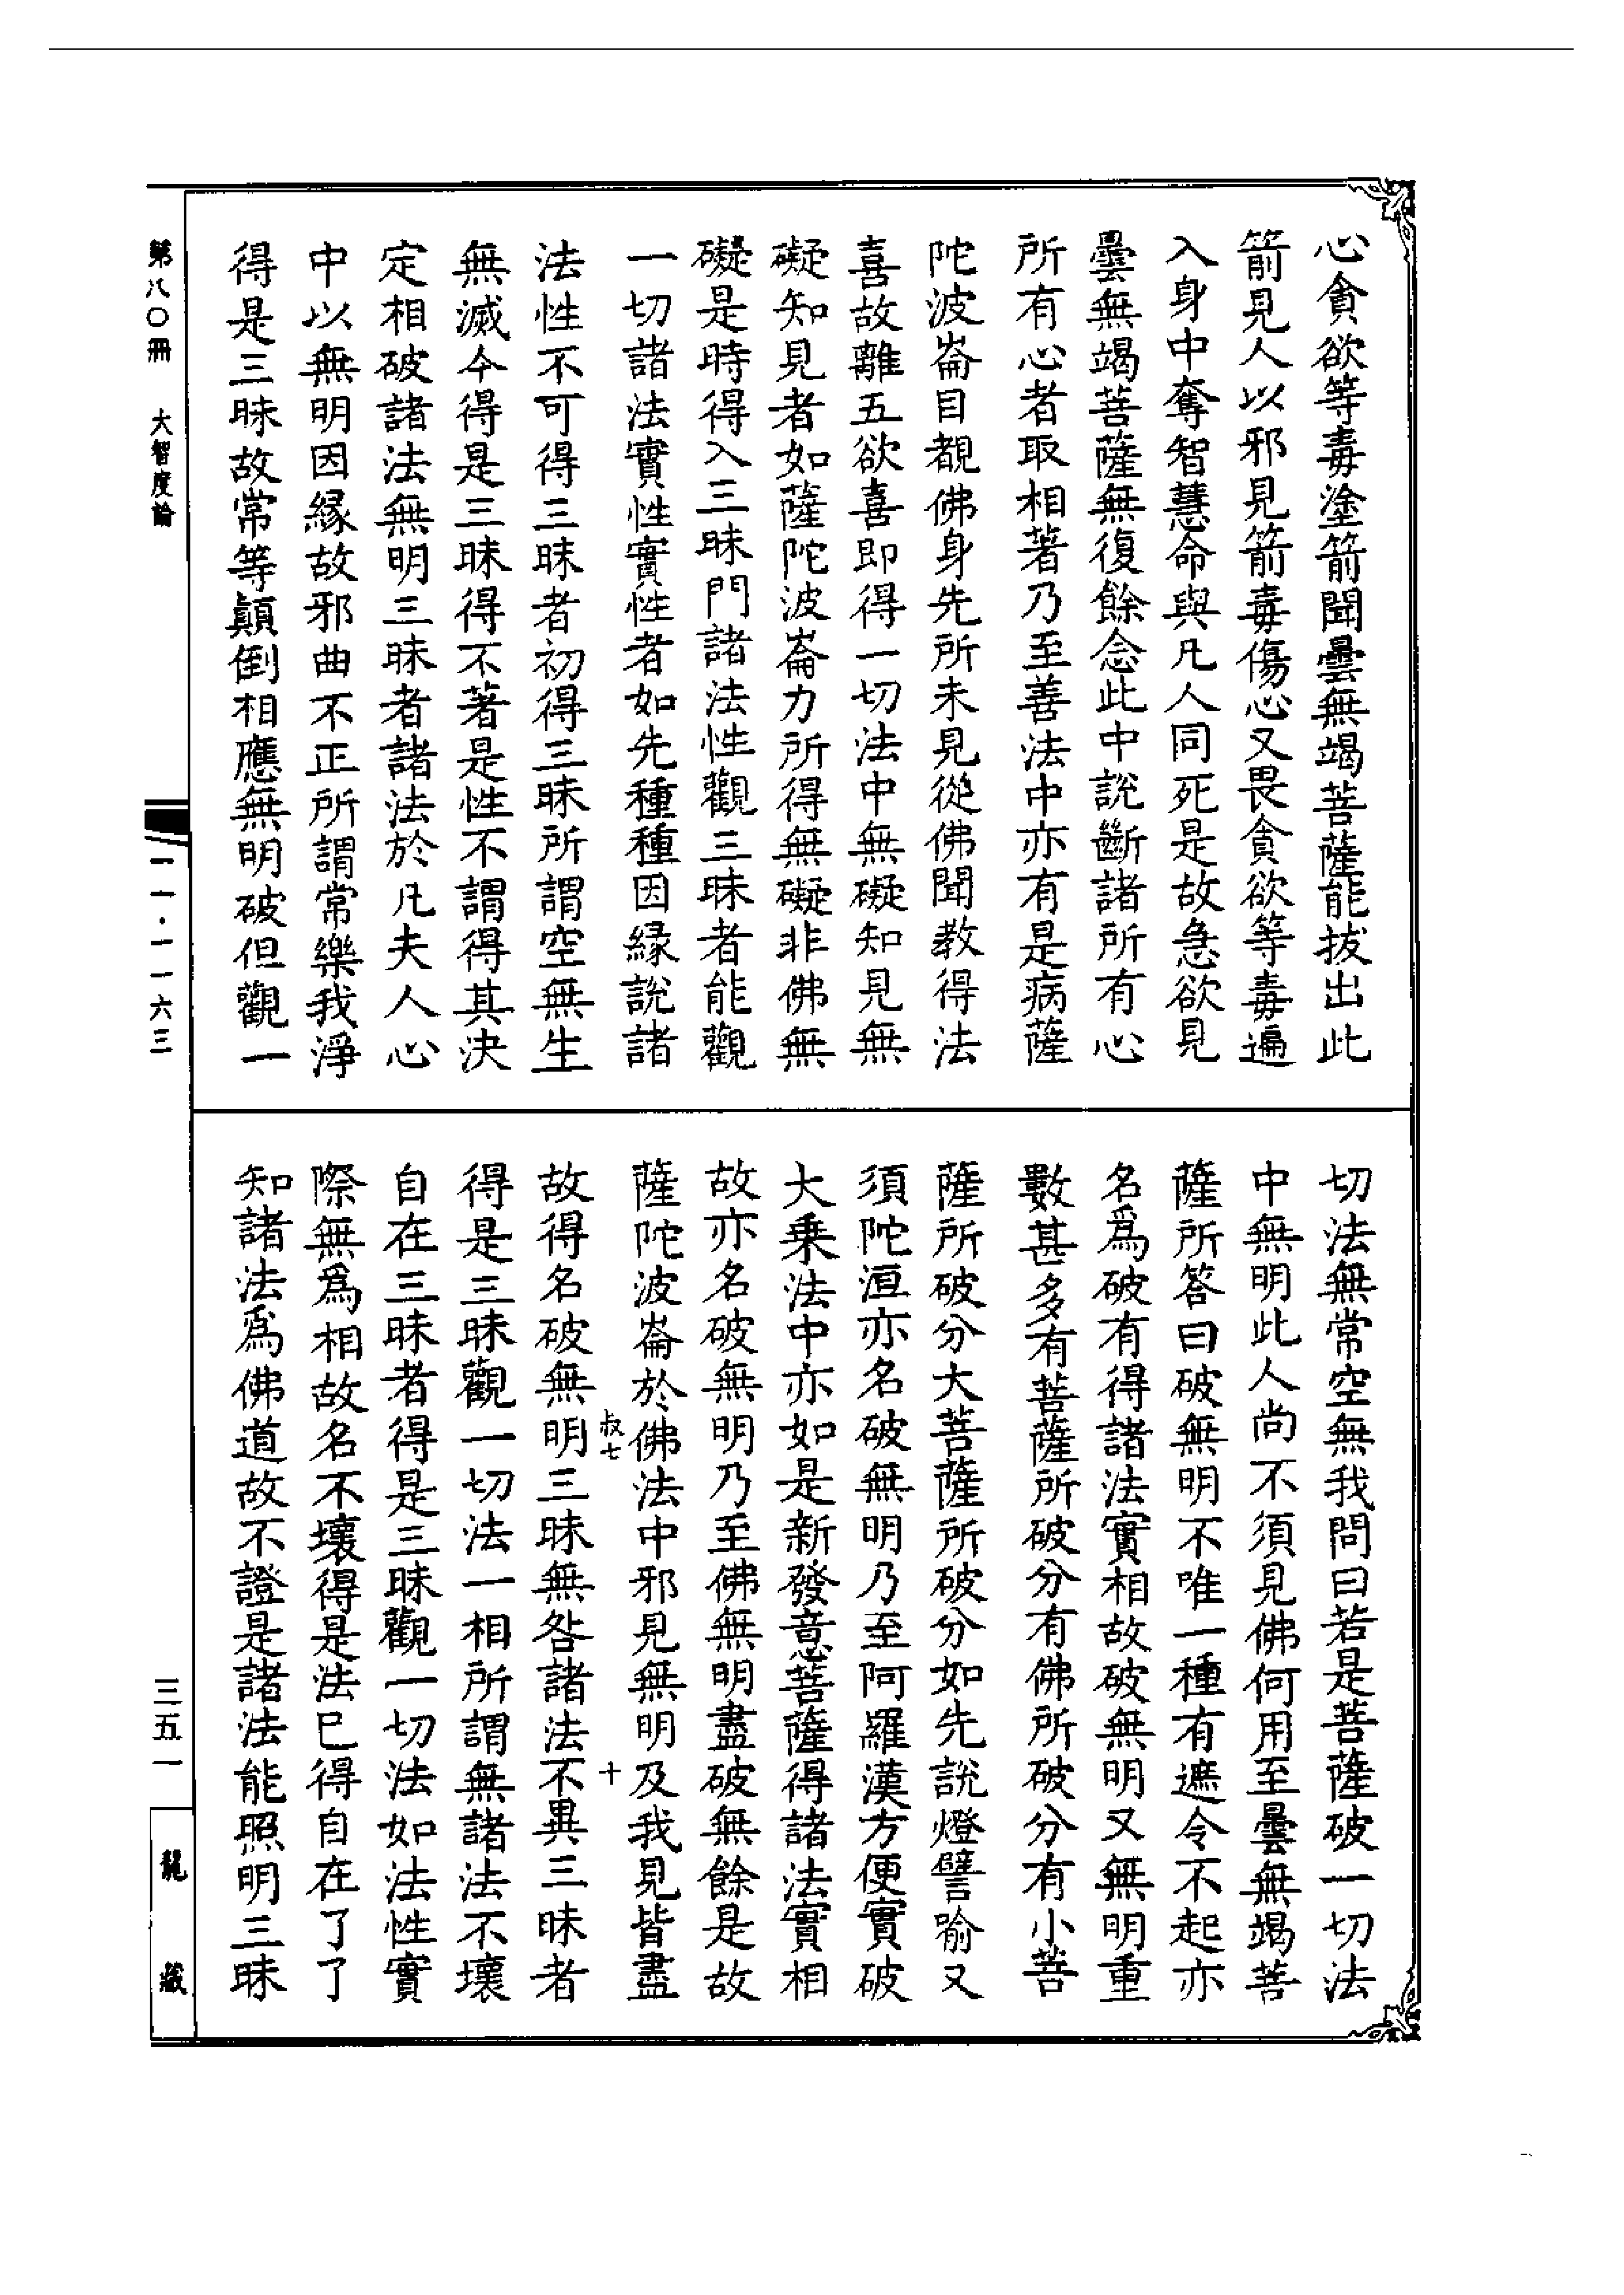 心貪欲等毒塗箭聞曇無竭菩薩能拔出此
箭見人以邪見箭毒傷心又畏貪欲等毒遍
入身中奪智慧命與凡人同死是故急欲見
曇無竭菩薩無復餘念此中說斷諸所有心
所有心者取相著乃至善法中亦有是病薩
陀波崙目覩佛身先所未見從佛聞教得法
喜故離五欲喜即得一切法中無礙知見無
礙知見者如薩陀波崙力所得無礙非佛無
礙是時得入三昧門諸法性觀三昧者能觀
一切諸法實性實性者如先種種因緣說諸
法性不可得三昧者初得三昧所謂空無生
無滅今得是三昧得不著是性不謂得其決
定相破諸法無明三昧者諸法於凡夫人心
中以無明因緣故邪曲不正所謂常樂我淨
得是三昧故常等顛倒相應無明破但觀一
切法無常空無我問曰若是菩薩破一切法
中無明此人尚不須見佛何用至曇無竭菩
薩所答曰破無明不唯一種有遮令不起亦
名為破有得諸法實相故破無明又無明重
數甚多有菩薩所破分有佛所破分有小菩
薩所破分大菩薩所破分如先說燈譬喻又
須陀洹亦名破無明乃至阿羅漢方便實破
大乘法中亦如是新發意菩薩得諸法實相
故亦名破無明乃至佛無明盡破無餘是故
薩陀波崙於佛法中邪見無明及我見皆盡
叔七 十
故得名破無明三昧無咎諸法不異三昧者
得是三昧觀一切法一相所謂無諸法不壞
自在三昧者得是三昧觀一切法如法性實
際無為相故名不壞得是法已得自在了了
知諸法為佛道故不證是諸法能照明三昧
第八〇冊 大智度論
一一·一一六三
三五一
龍藏